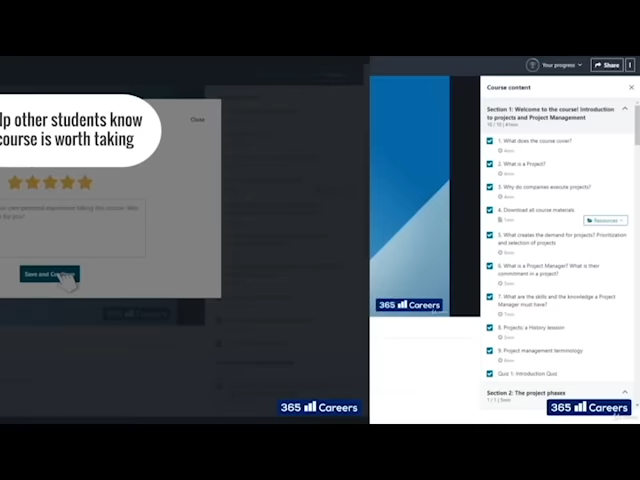 lp other students know
course is worth taking
Close
Save and Continue
365 Careers
365 Careers
Your progress
Share
Course content
Section 1: Welcome to the course! Introduction
to projects and Project Management
1. What does the course cover?
2. What is a Project?
3. Why do companies execute projects?
4. Download all course materials
Resources
5. What creates the demand for projects? Prioritization
and selection of projects
6. What is a Project Manager? What is their
commitment in a project?
7. What are the skills and the knowledge a Project
Manager must have?
8. Projects: a History lesson
9. Project management terminology
Quiz 1: Introduction Quiz
Section 2: The project phases
365 Careers